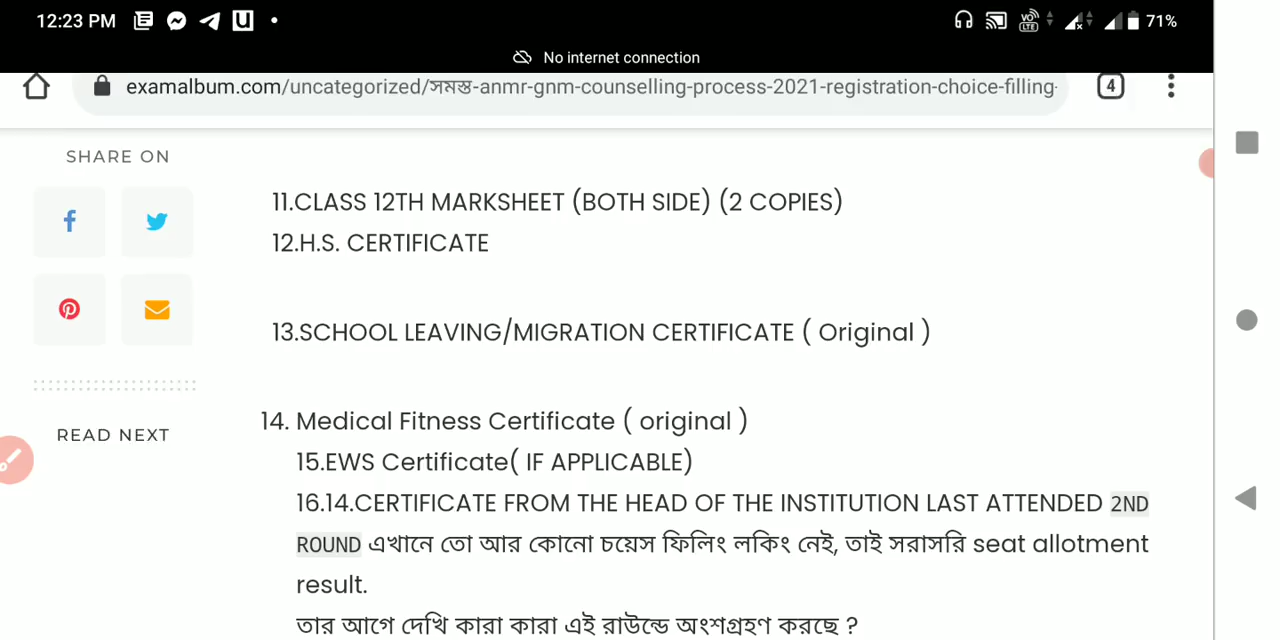 12:23 PM
71%
No internet connection
examalbum.com/uncategorized/সমস্ত-anmr-gnm-counselling-process-2021-registration-choice-filling-
4
SHARE ON
11.CLASS 12TH MARKSHEET (BOTH SIDE) (2 COPIES)
12.H.S. CERTIFICATE
13.SCHOOL LEAVING/MIGRATION CERTIFICATE ( Original )
READ NEXT
14. Medical Fitness Certificate ( original )
15.EWS Certificate( IF APPLICABLE)
16.14.CERTIFICATE FROM THE HEAD OF THE INSTITUTION LAST ATTENDED 2ND
ROUND এখানে তো আর কোনো চয়েস ফিলিং লকিং নেই, তাই সরাসরি seat allotment
result.
তার আগে দেখি কারা কারা এই রাউন্ডে অংশগ্রহণ করছে ?